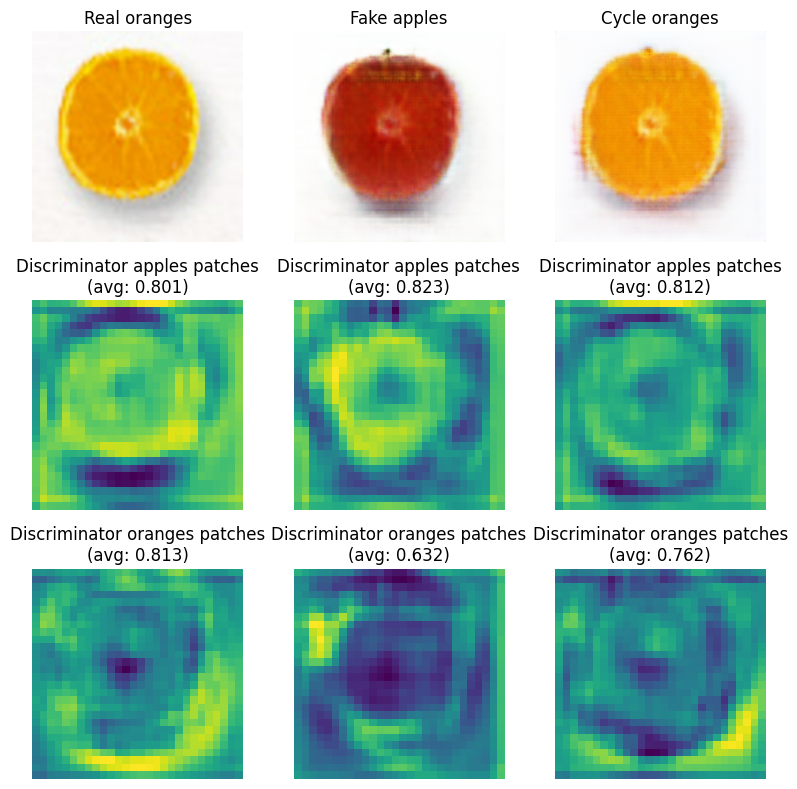 Real oranges
Fake apples
Cycle oranges
Discriminator apples patches
(avg: 0.801)
Discriminator apples patches
(avg: 0.823)
Discriminator apples patches
(avg: 0.812)
Discriminator oranges patches
(avg: 0.813)
Discriminator oranges patches
(avg: 0.632)
Discriminator oranges patches
(avg: 0.762)